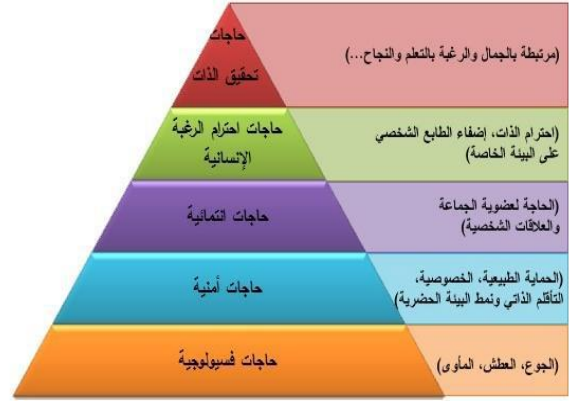 حاجات
تحقيق الذات
(مرتبطة بالجمال والرغبة بالتعلم والنجاح...)
حاجات احترام الرغبة
الإنسانية
(احترام الذات، إضفاء الطابع الشخصي
على البيئة الخاصة)
حاجات انتمائية
(الحاجة لعضوية الجماعة
والعلاقات الشخصية)
حاجات أمنية
(الحماية الطبيعية، الخصوصية،
التأقلم الذاتي ونمط البيئة الحضرية)
حاجات فسيولوجية
(الجوع، العطش، المأوى)